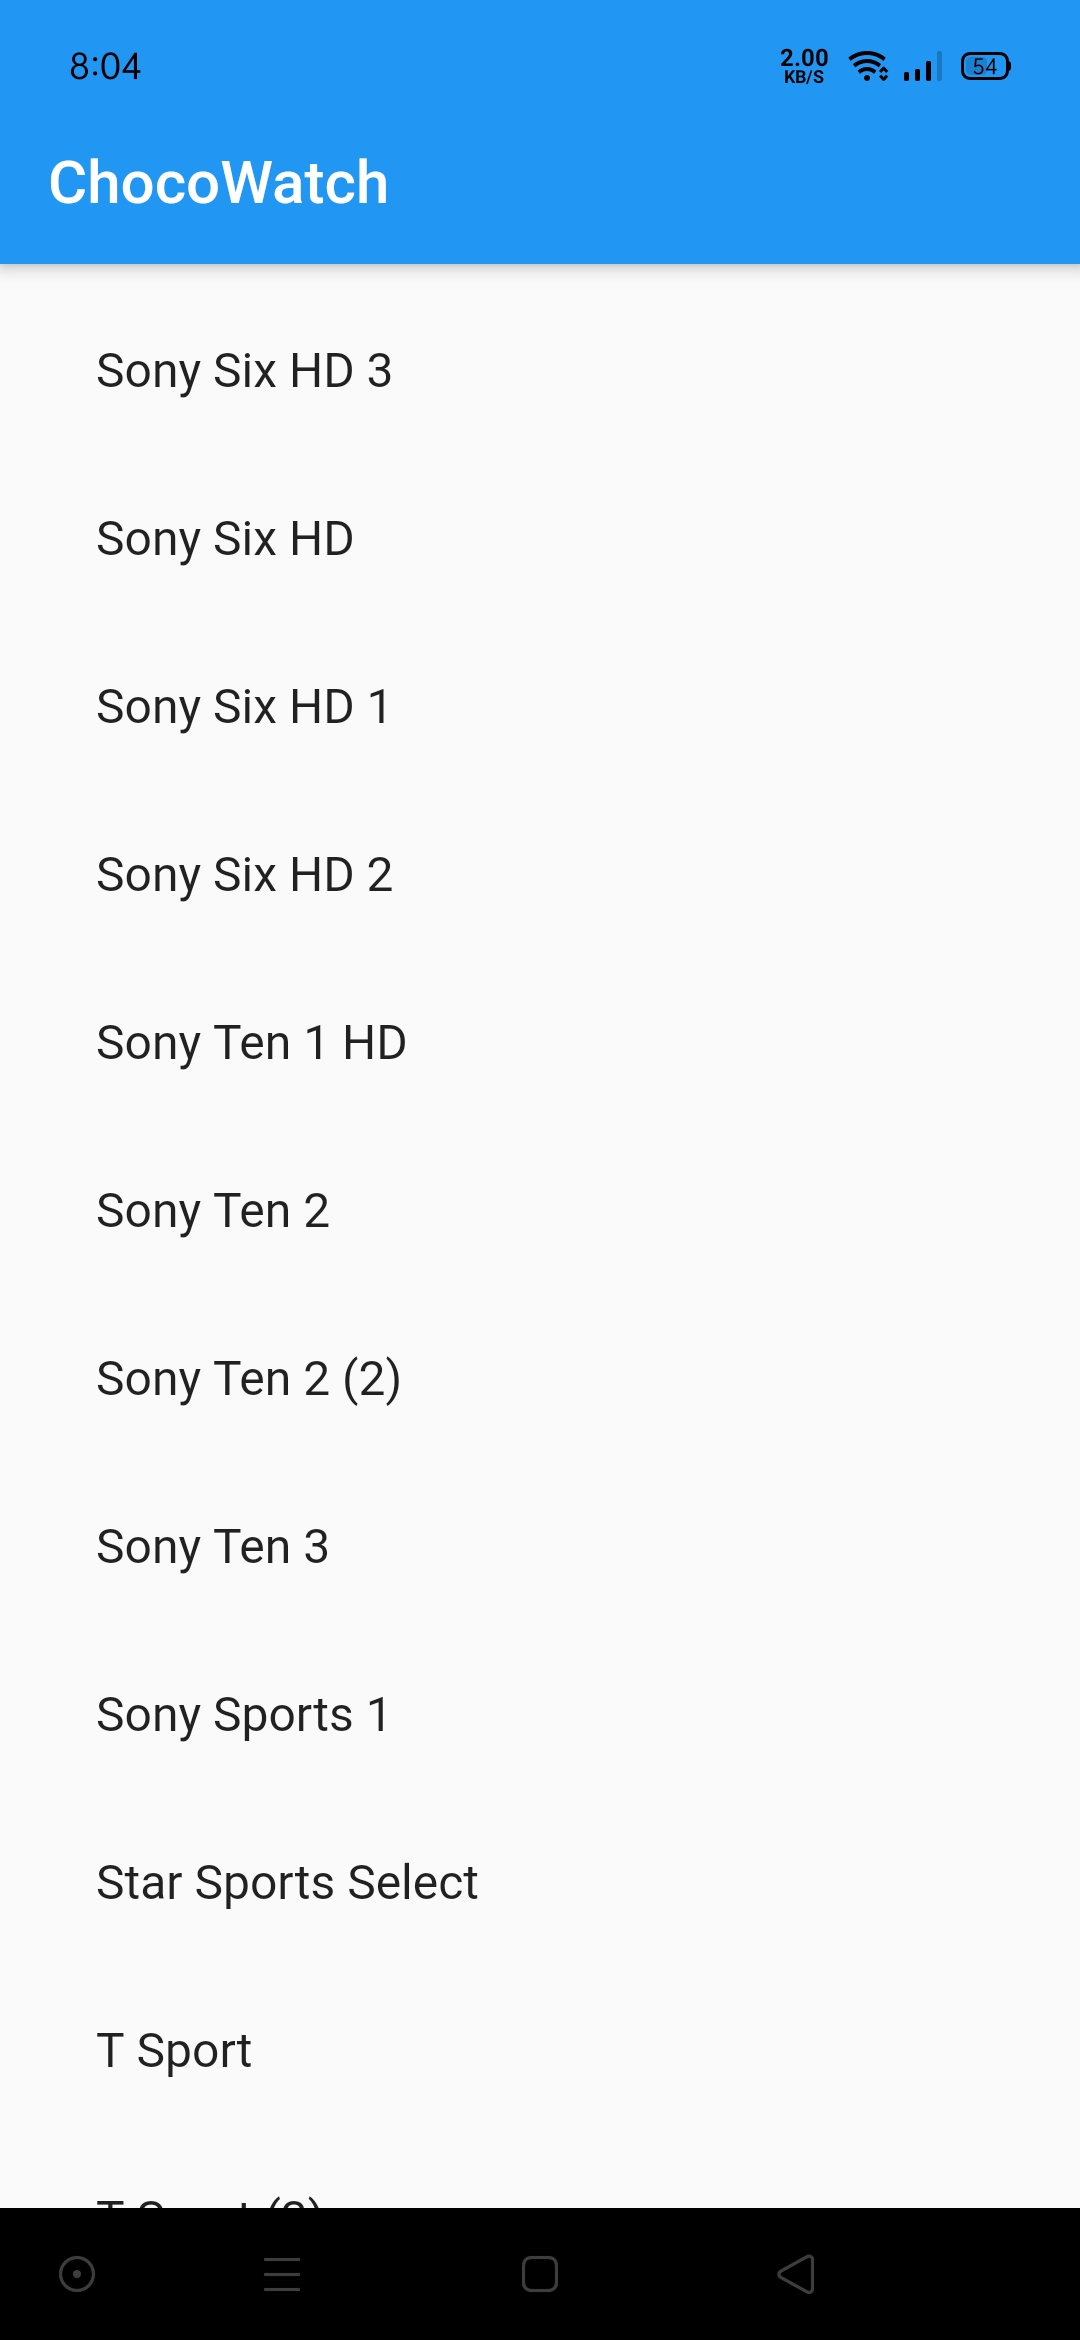 8:04
2.00
KB/S
54
ChocoWatch
Sony Six HD 3
Sony Six HD
Sony Six HD 1
Sony Six HD 2
Sony Ten 1 HD
Sony Ten 2
Sony Ten 2 (2)
Sony Ten 3
Sony Sports 1
Star Sports Select
T Sport